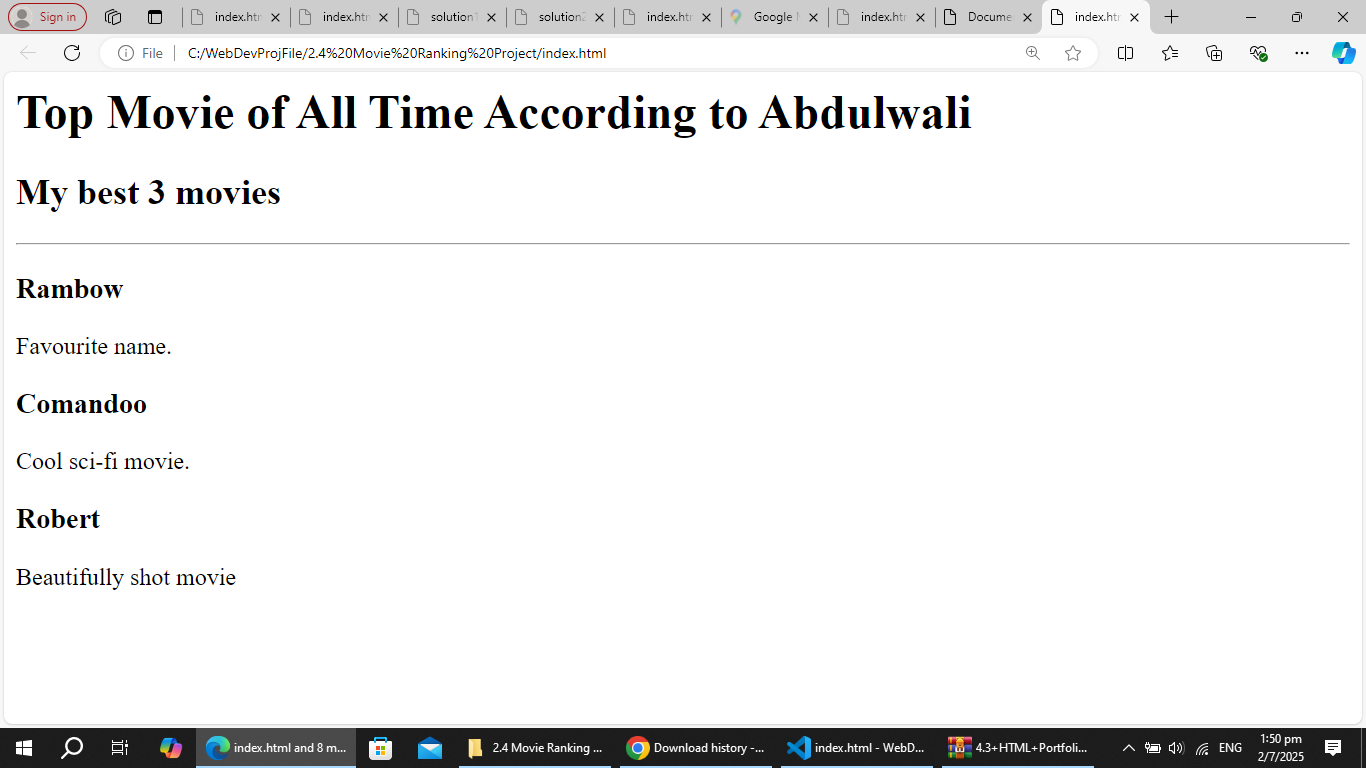 Sign in
index.htm
index.htm
solution1
solution2
index.htm
Google M
index.htm
Documen
index.htm
File
C:/WebDevProjFile/2.4%20Movie%20Ranking%20Project/index.html
Top Movie of All Time According to Abdulwali
My best 3 movies
Rambow
Favourite name.
Comandoo
Cool sci-fi movie.
Robert
Beautifully shot movie
index.html and 8 m...
2.4 Movie Ranking ...
Download history -...
index.html - WebD...
4.3+HTML+Portfoli...
ENG
1:50 pm
2/7/2025